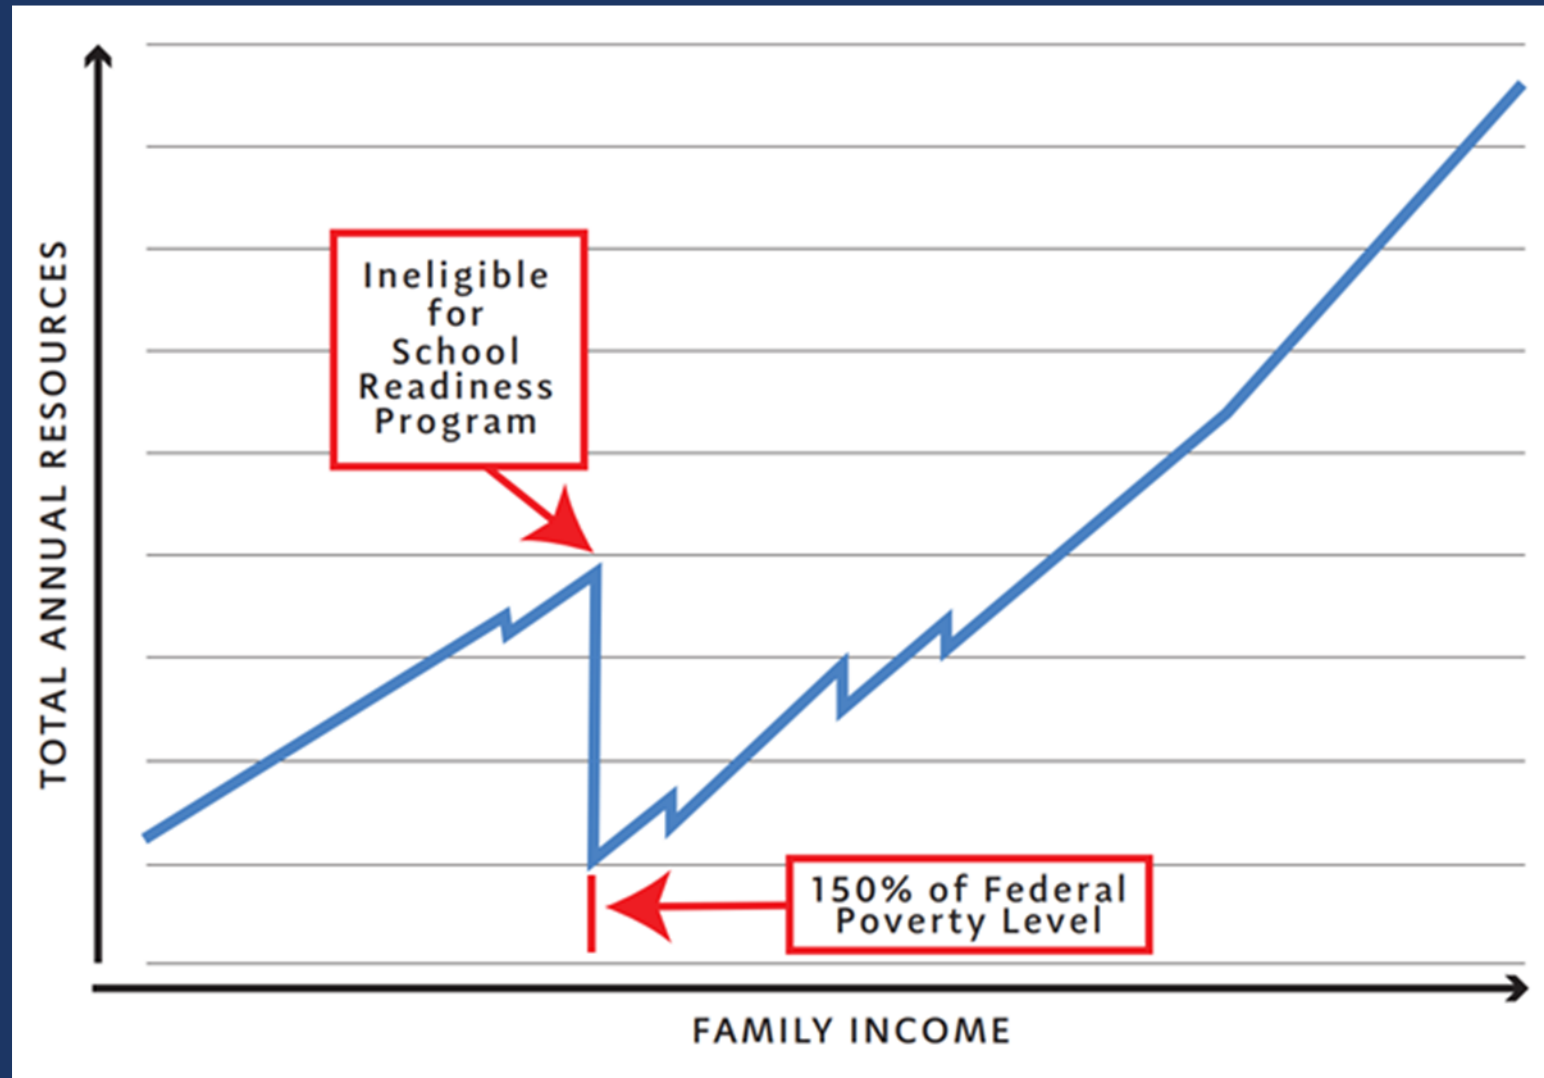 TOTAL ANNUAL RESOURCES
Ineligible
for
School
Readiness
Program
150% of Federal
Poverty Level
FAMILY INCOME